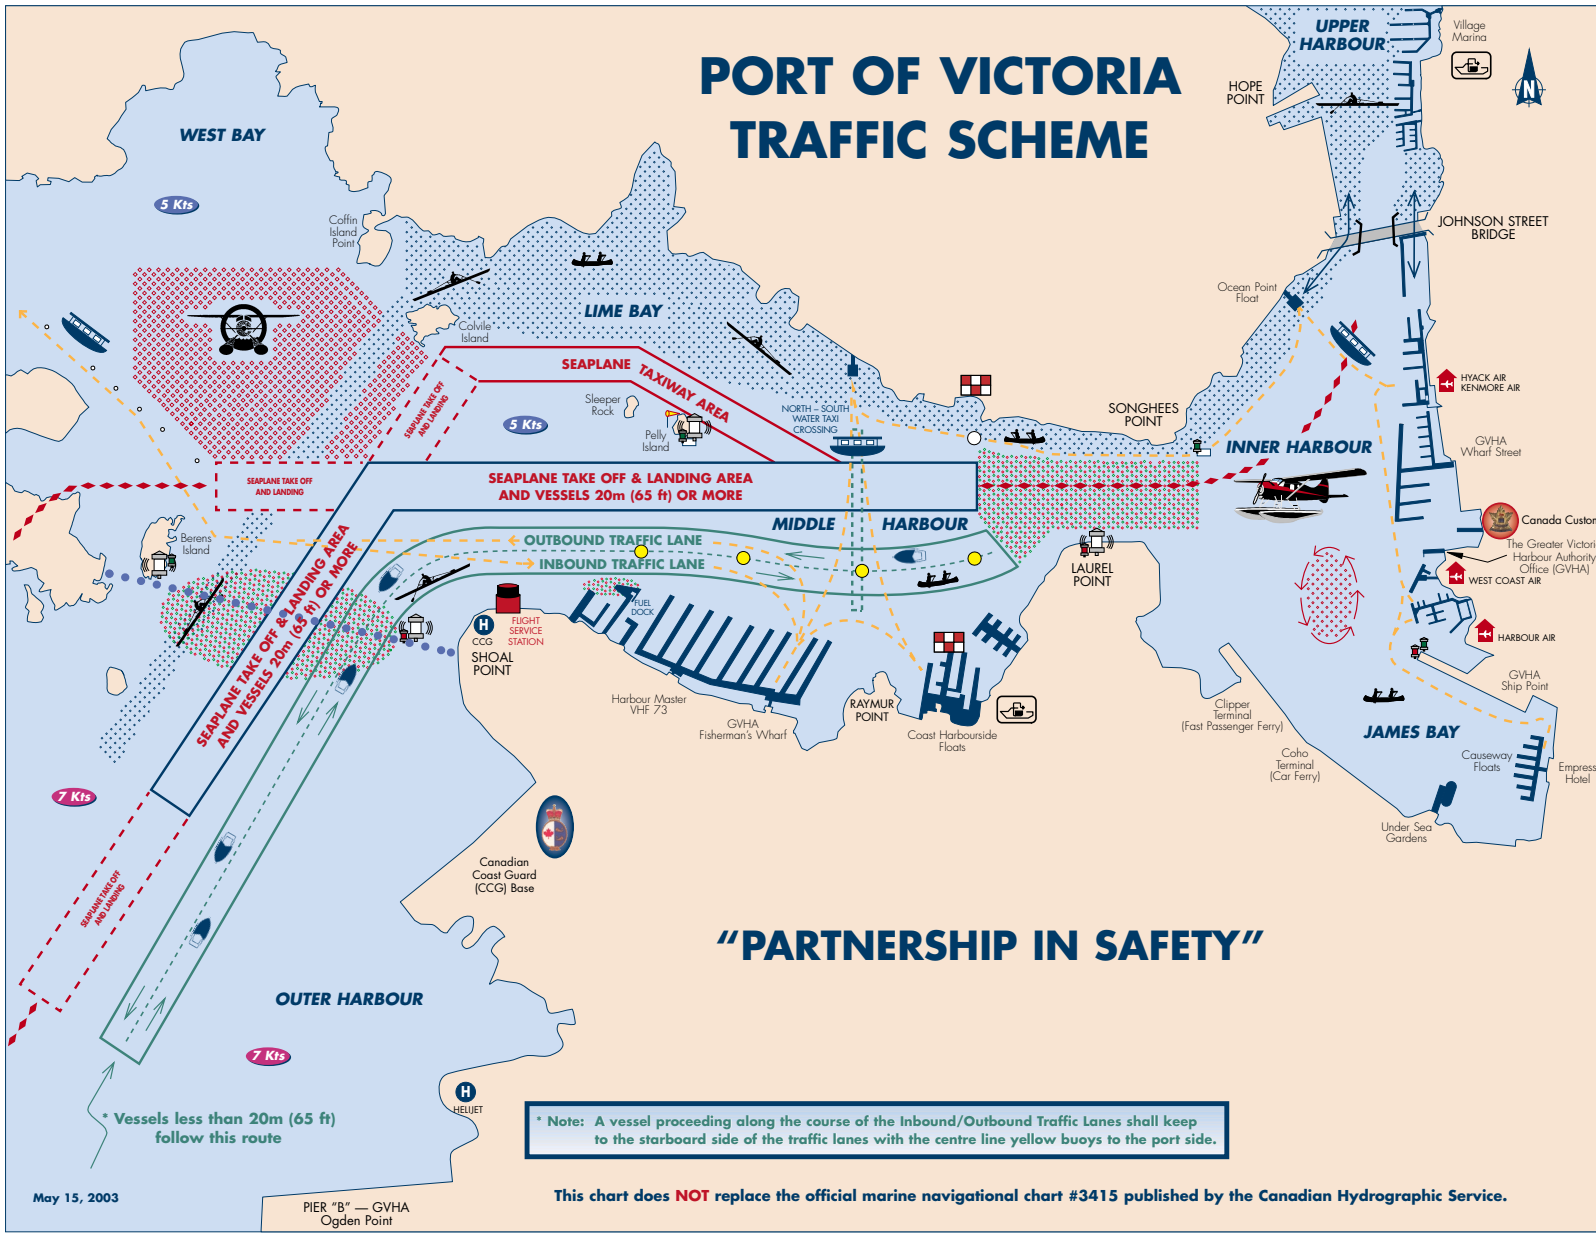 PORT OF VICTORIA
TRAFFIC SCHEME
UPPER
HARBOUR
Village
Marina
HOPE
POINT
N
WEST BAY
5 Kts
Coffin
Island
Point
JOHNSON STREET
BRIDGE
LIME BAY
Ocean Point
Float
Colvile
Island
SEAPLANE TAXIWAY AREA
SEAPLANE TAKE OFF
AND LANDING
HYACK AIR
KENMORE AIR
Sleeper
Rock
5 Kts
Pelly
Island
NORTH – SOUTH
WATER TAXI
CROSSING
SONGHEES
POINT
INNER HARBOUR
GVHA
Wharf Street
SEAPLANE TAKE OFF
AND LANDING
SEAPLANE TAKE OFF & LANDING AREA
AND VESSELS 20m (65 ft) OR MORE
MIDDLE HARBOUR
Canada Custom
Berens
Island
OUTBOUND TRAFFIC LANE
INBOUND TRAFFIC LANE
The Greater Victori
Harbour Authority
Office (GVHA)
WEST COAST AIR
LAUREL
POINT
SEAPLANE TAKE OFF & LANDING AREA
AND VESSELS 20m (65 ft) OR MORE
FUEL
DOCK
H
CCG
FLIGHT
SERVICE
STATION
SHOAL
POINT
HARBOUR AIR
GVHA
Ship Point
Harbour Master
VHF 73
GVHA
Fisherman's Wharf
RAYMUR
POINT
Coast Harbourside
Floats
Clipper
Terminal
(Fast Passenger Ferry)
Coho
Terminal
(Car Ferry)
JAMES BAY
Causeway
Floats
Empress
Hotel
Under Sea
Gardens
7 Kts
Canadian
Coast Guard
(CCG) Base
SEAPLANE TAKE OFF
AND LANDING
"PARTNERSHIP IN SAFETY"
OUTER HARBOUR
7 Kts
H
HELIJET
* Vessels less than 20m (65 ft)
follow this route
* Note: A vessel proceeding along the course of the Inbound/Outbound Traffic Lanes shall keep
to the starboard side of the traffic lanes with the centre line yellow buoys to the port side.
May 15, 2003
PIER "B" — GVHA
Ogden Point
This chart does NOT replace the official marine navigational chart #3415 published by the Canadian Hydrographic Service.